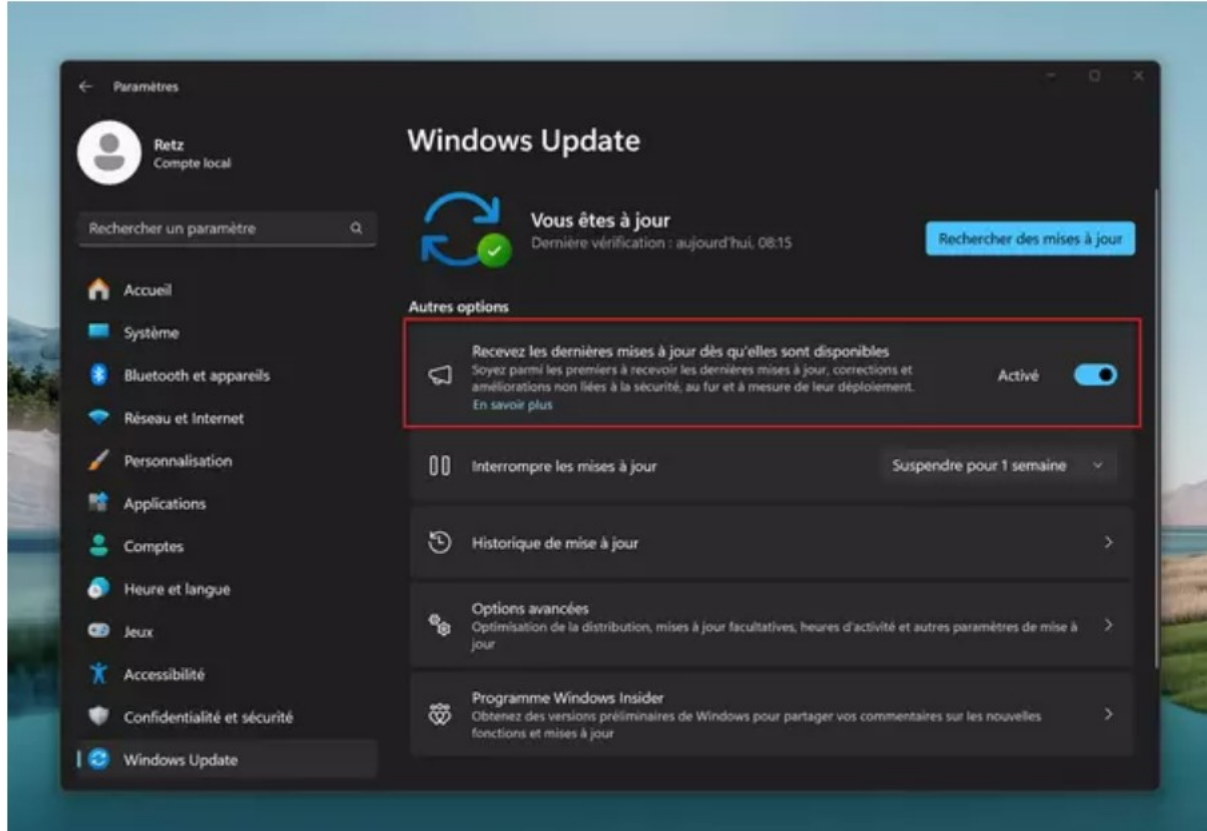 Paramètres
Retz
Compte local
Rechercher un paramètre
Accueil
Système
Bluetooth et appareils
Réseau et Internet
Personnalisation
Applications
Comptes
Heure et langue
Jeux
Accessibilité
Confidentialité et sécurité
Windows Update
Windows Update
Vous êtes à jour
Dernière vérification : aujourd'hui, 08:15
Rechercher des mises à jour
Autres options
Recevez les dernières mises à jour dès qu'elles sont disponibles
Soyez parmi les premiers à recevoir les dernières mises à jour, corrections et
améliorations non liées à la sécurité, au fur et à mesure de leur déploiement.
En savoir plus
Activé
Interrompre les mises à jour
Suspendre pour 1 semaine
Historique de mise à jour
Options avancées
Optimisation de la distribution, mises à jour facultatives, heures d'activité et autres paramètres de mise à
jour
Programme Windows Insider
Obtenez des versions préliminaires de Windows pour partager vos commentaires sur les nouvelles
fonctions et mises à jour